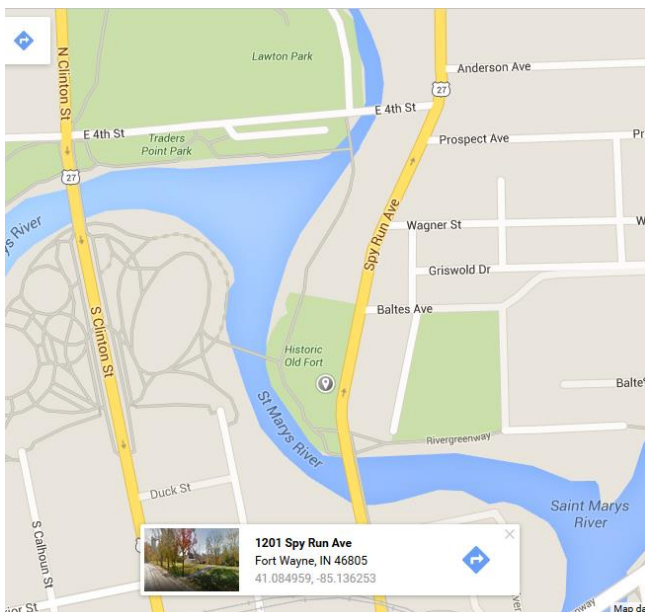 Lawton Park
N Clinton St
27
Anderson Ave
E 4th St
E 4th St
Traders
Point Park
Prospect Ave
27
Spy Run Ave
Wagner St
Griswold Dr
Baltes Ave
S Clinton St
Historic
Old Fort
St Marys River
Rivergreenway
Duck St
Saint Marys
River
S Calhoun St
1201 Spy Run Ave
Fort Wayne, IN 46805
41.084959, -85.136253
Map da